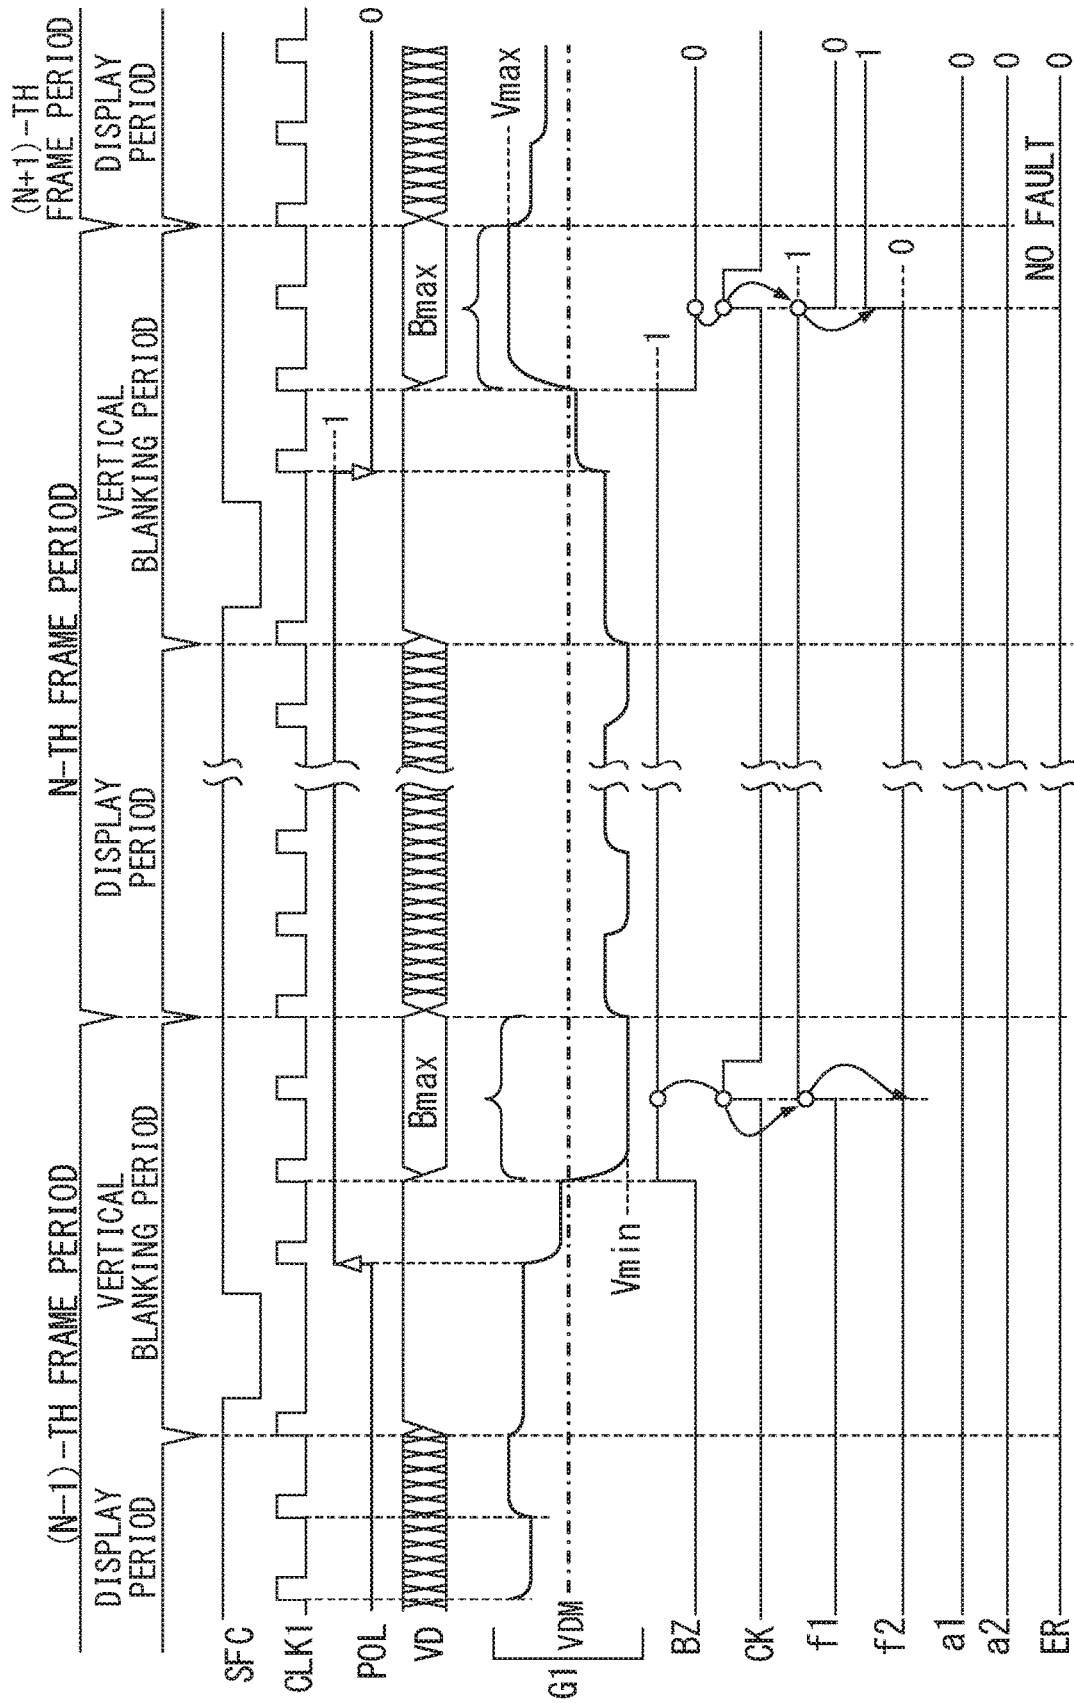 (N-1)-TH FRAME PERIOD
N-TH FRAME PERIOD
(N+1)-TH
FRAME PERIOD
DISPLAY
PERIOD
VERTICAL
BLANKING PERIOD
DISPLAY
PERIOD
VERTICAL
BLANKING PERIOD
DISPLAY
PERIOD
SFC
CLK1
POL
1
1
0
VD
Bmax
Bmax
G1
VDM
Vmin
Vmax
BZ
1
0
CK
f1
1
0
f2
0
1
a1
0
a2
0
ER
NO FAULT
0